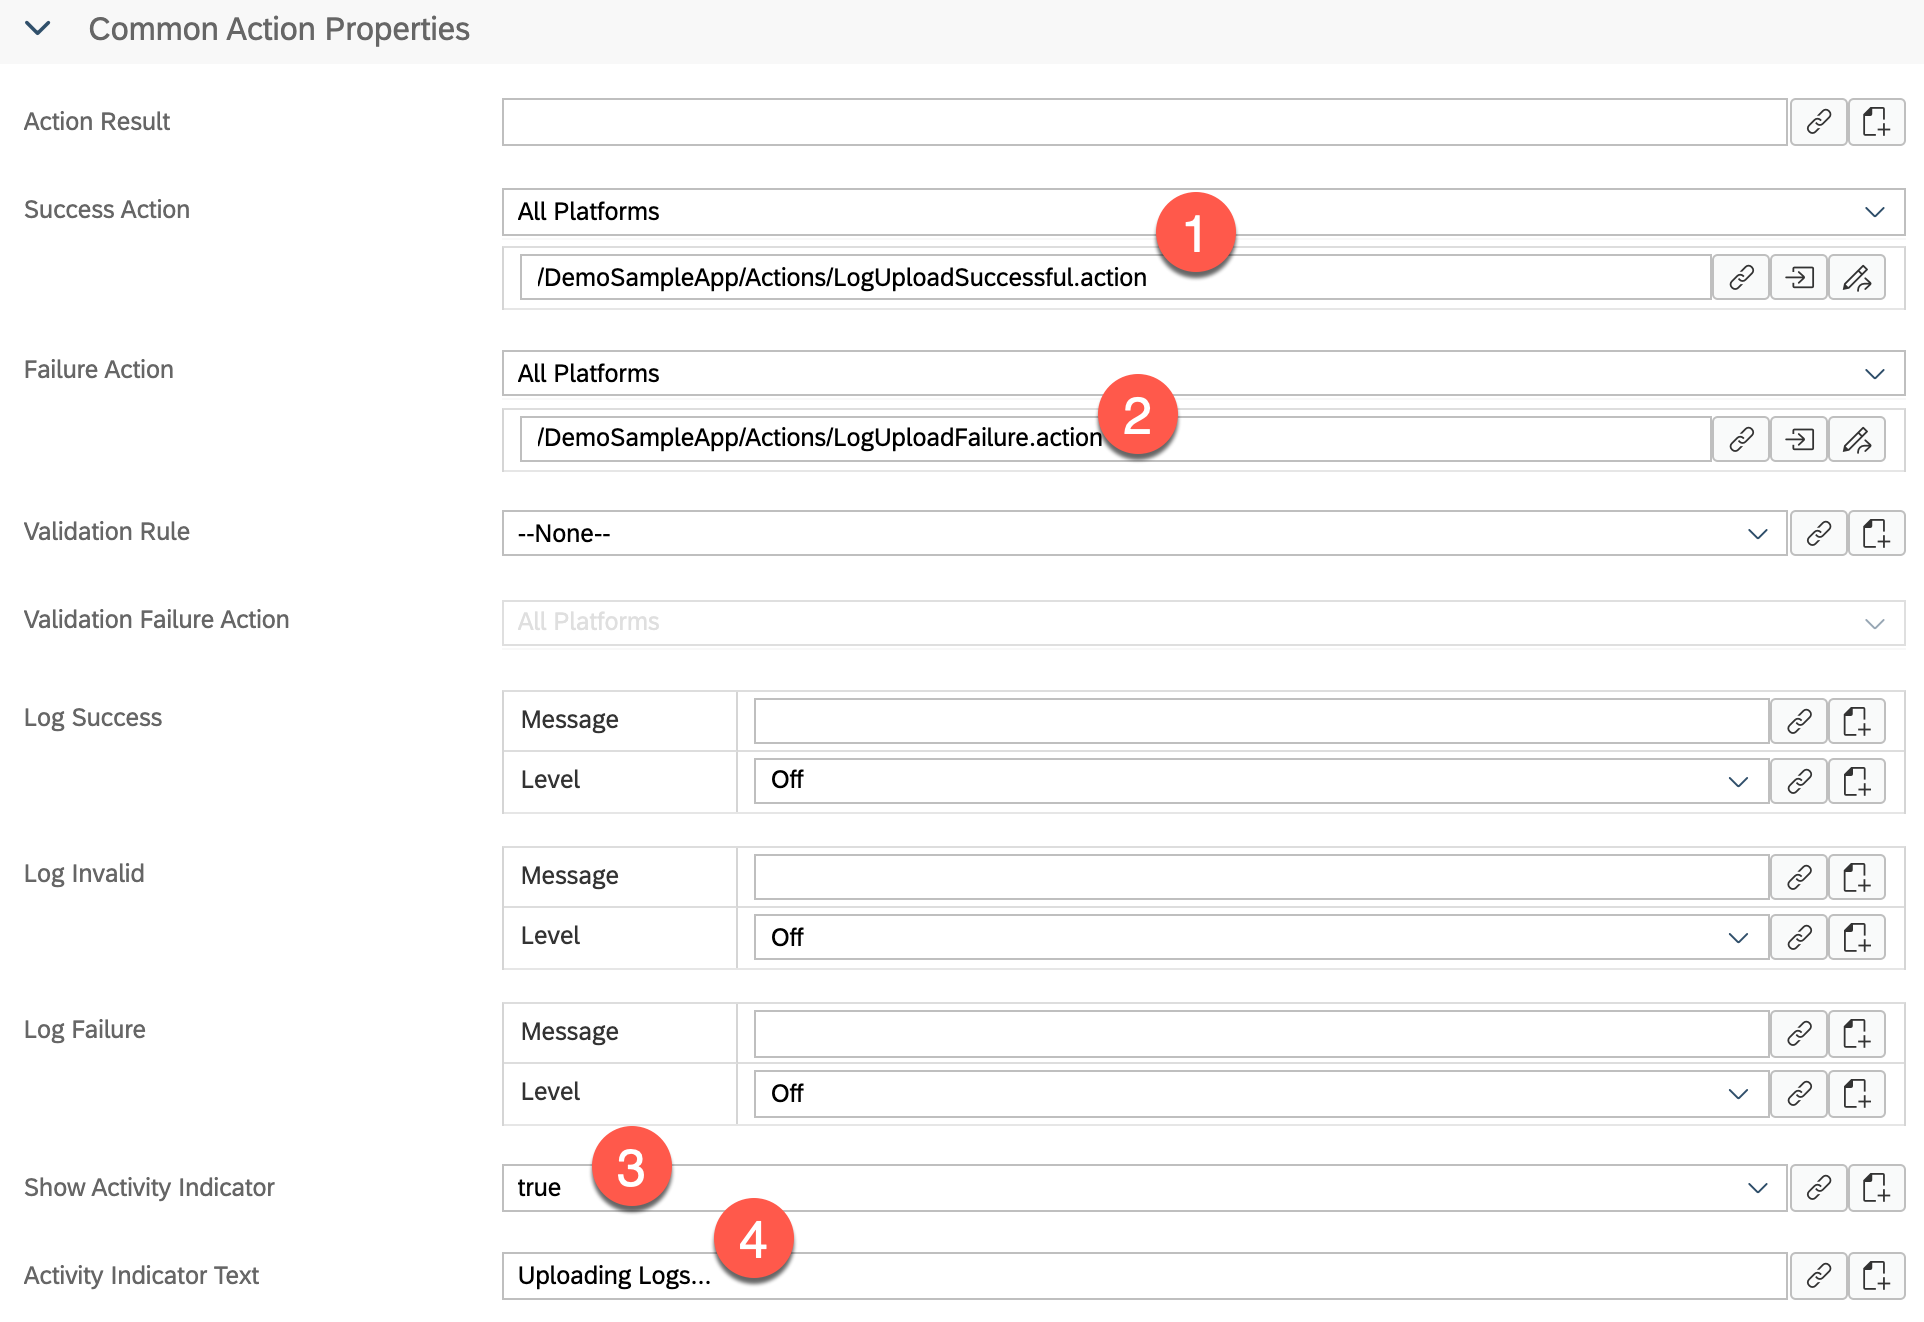 Common Action Properties
Action Result
Success Action
All Platforms
1
/DemoSampleApp/Actions/LogUploadSuccessful.action
Failure Action
All Platforms
2
/DemoSampleApp/Actions/LogUploadFailure.action
Validation Rule
--None--
Validation Failure Action
All Platforms
Log Success
Message
Level
Off
Log Invalid
Message
Level
Off
Log Failure
Message
Level
Off
3
Show Activity Indicator
true
4
Activity Indicator Text
Uploading Logs...